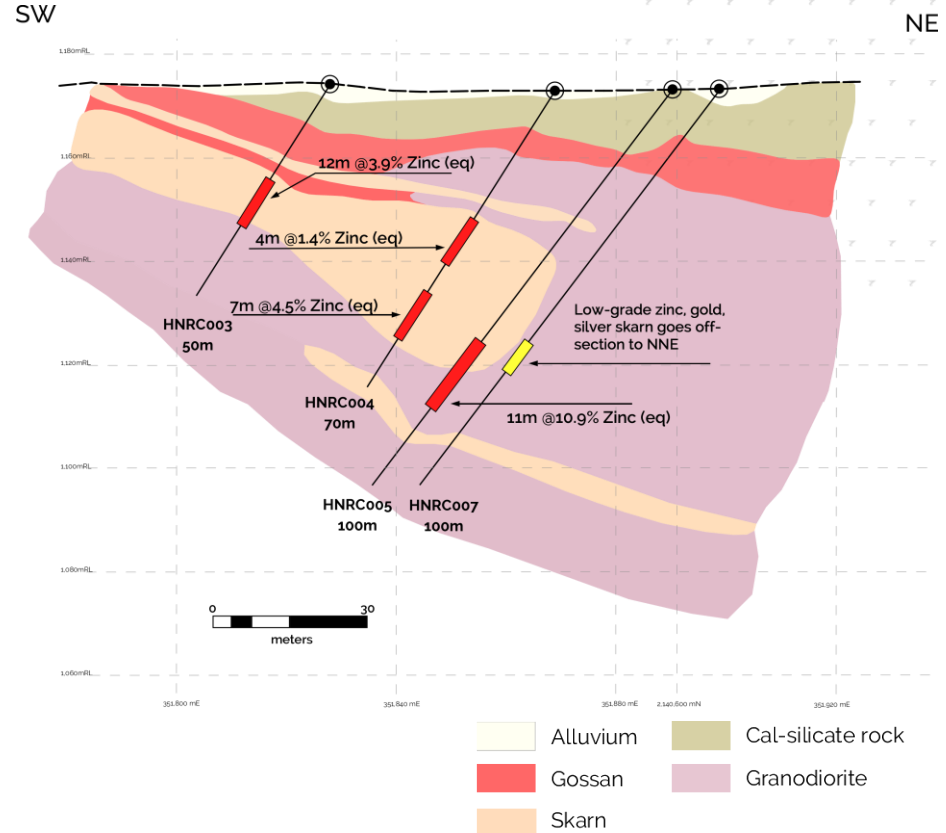 SW
NE
1,180mRL
12m @3.9% Zinc (eq)
1,160mRL
4m @1.4% Zinc (eq)
1,140mRL
7m @4.5% Zinc (eq)
HNRC003
50m
Low-grade zinc, gold,
silver skarn goes off-
section to NNE
1,120mRL
HNRC004
70m
11m @10.9% Zinc (eq)
1,100mRL
HNRC005
100m
HNRC007
100m
1,080mRL
0
30
meters
1,060mRL
351.800 mE
351.840 mE
351.880 mE
2,140.600 mN
351.920 mE
Alluvium
Cal-silicate rock
Gossan
Granodiorite
Skarn